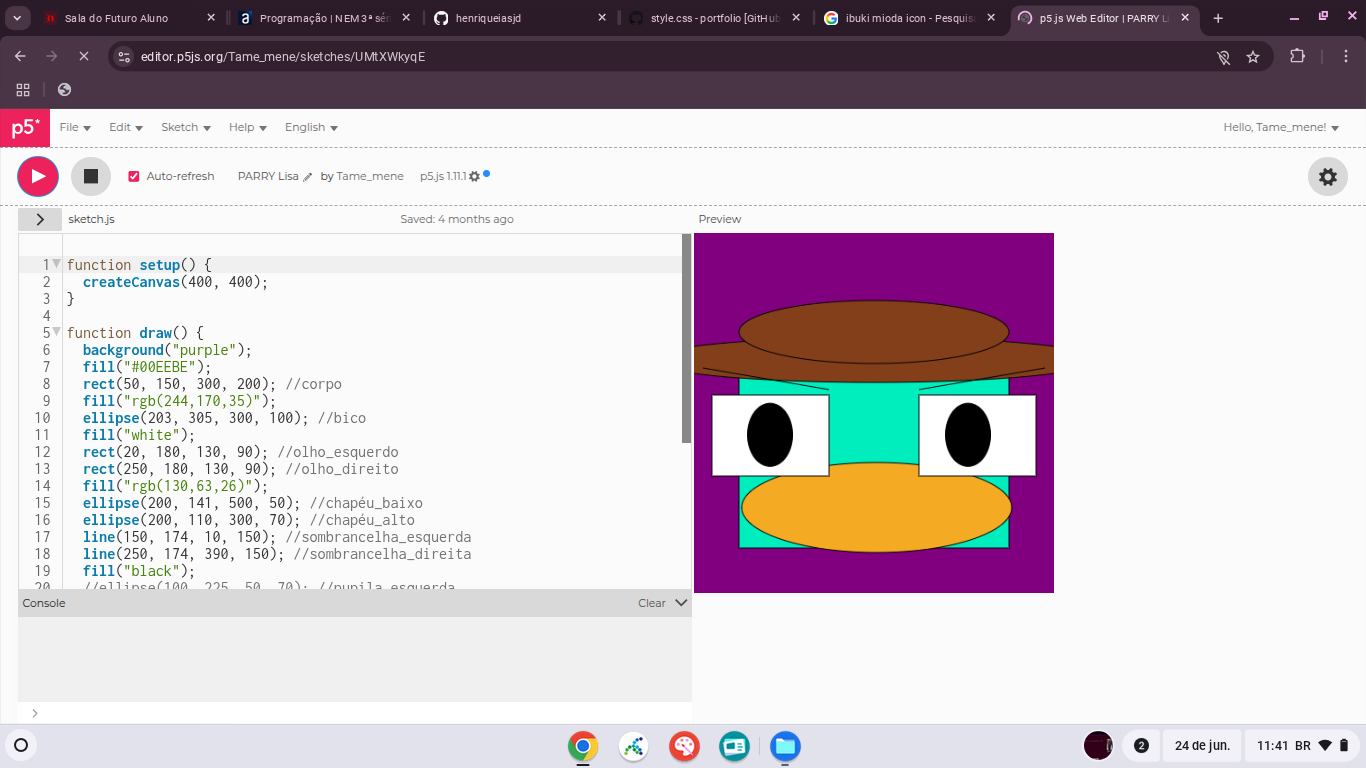 Sala do Futuro Aluno
Programação | NEM 3ª séri
henriqueiasjd
style.css - portfolio [GitHub
ibuki mioda icon - Pesquis
p5.js Web Editor | PARRY Li
editor.p5js.org/Tame_mene/sketches/UMtXWkyqE
p5*
File
Edit
Sketch
Help
English
Hello, Tame_mene!
Auto-refresh
PARRY Lisa
by Tame_mene
p5.js 1.11.1
sketch.js
Saved: 4 months ago
Preview
1 function setup() {
2 createCanvas(400, 400);
3 }
4
5 function draw() {
6 background("purple");
7 fill("#00EEBE");
8 rect(50, 150, 300, 200); //corpo
9 fill("rgb(244,170,35)");
10 ellipse(203, 305, 300, 100); //bico
11 fill("white");
12 rect(20, 180, 130, 90); //olho_esquerdo
13 rect(250, 180, 130, 90); //olho_direito
14 fill("rgb(130,63,26)");
15 ellipse(200, 141, 500, 50); //chapéu_baixo
16 ellipse(200, 110, 300, 70); //chapéu_alto
17 line(150, 174, 10, 150); //sombrancelha_esquerda
18 line(250, 174, 390, 150); //sombrancelha_direita
19 fill("black");
20 //ellipse(100, 225, 50, 70); //pupila_esquerda
Console
Clear
>
2
24 de jun.
11:41 BR